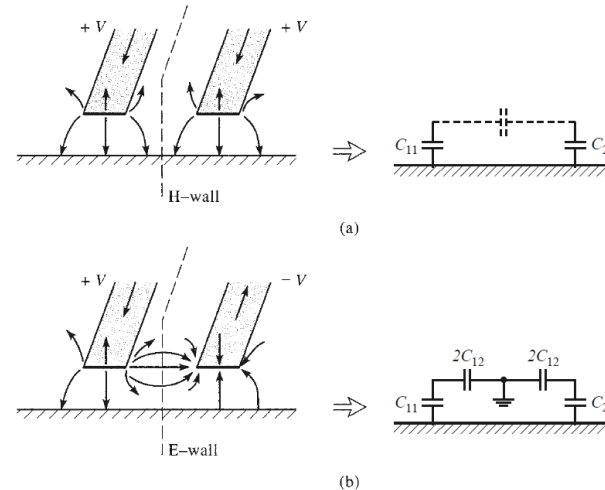 + V
+ V
H–wall
C11
C2
(a)
+ V
– V
E–wall
2C12
2C12
C11
C2
(b)